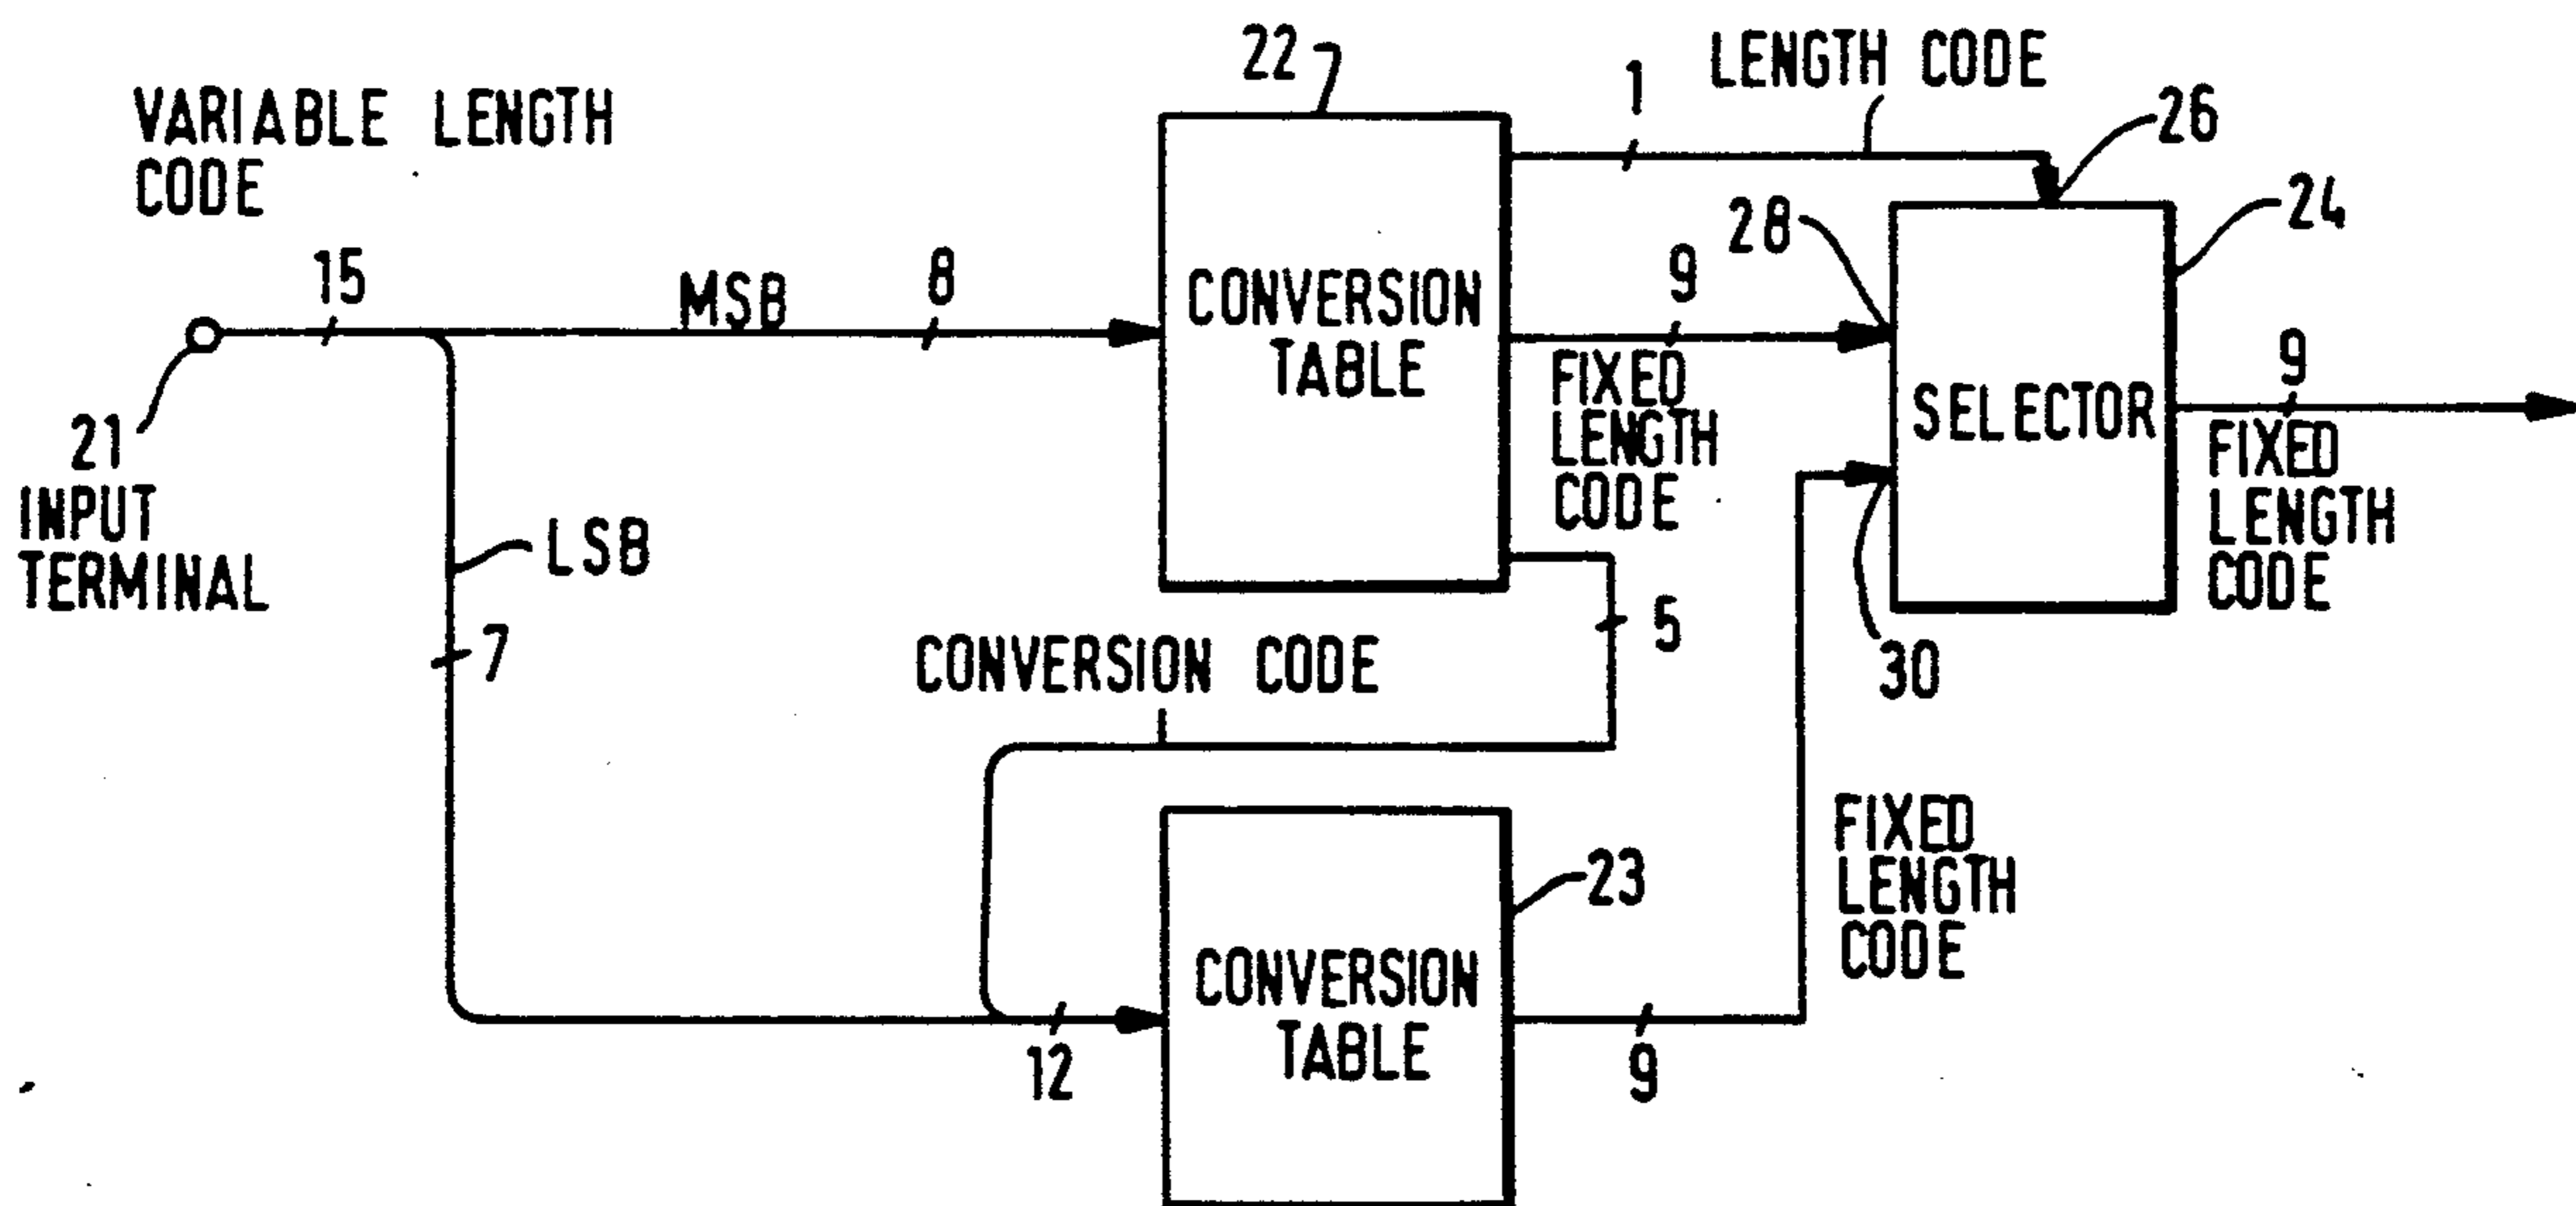 22
1
LENGTH CODE
26
VARIABLE LENGTH
CODE
28
24
15
MSB
8
CONVERSION
TABLE
9
FIXED
LENGTH
CODE
SELECTOR
9
FIXED
LENGTH
CODE
21
INPUT
TERMINAL
LSB
7
5
CONVERSION CODE
30
FIXED
LENGTH
CODE
23
CONVERSION
TABLE
12
9